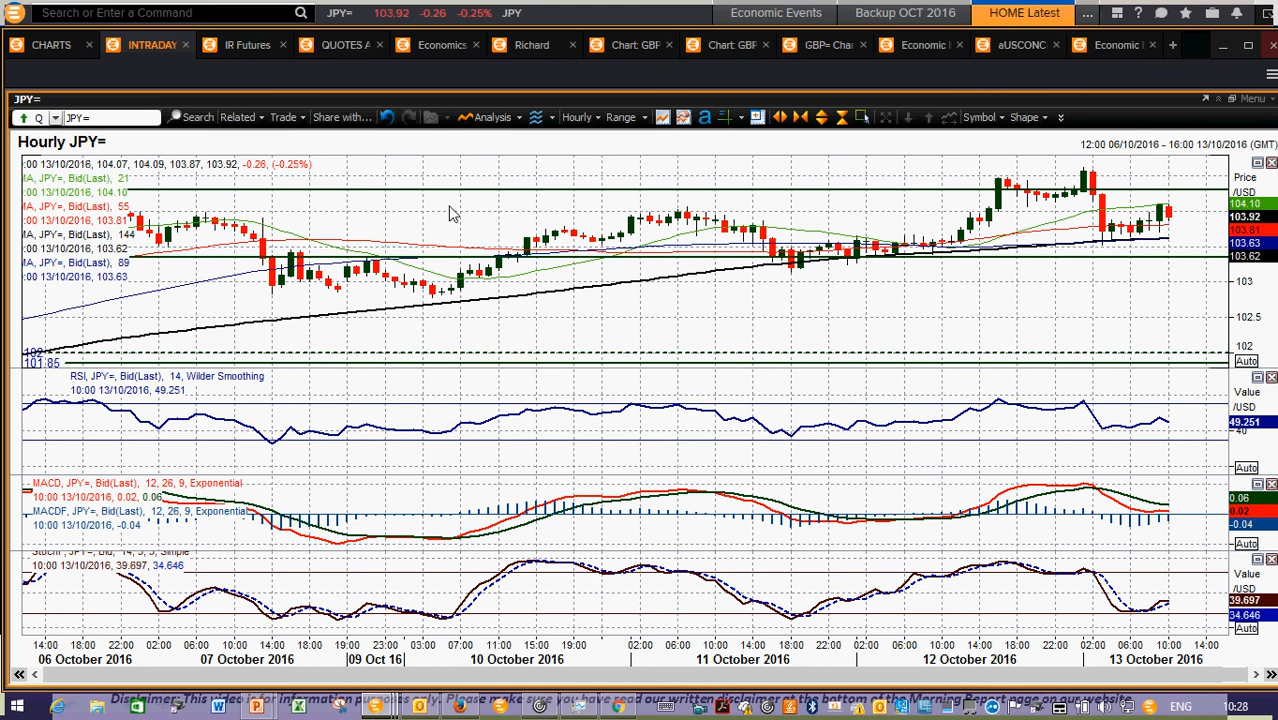 Search or Enter a Command JPY= 103.92 -0.26 -0.25% JPY Economic Events Backup OCT 2016 HOME Latest ...
CHARTS INTRADAY IR Futures QUOTES A Economics Richard Chart: GBF Chart: GBF GBP= Cha Economic aUSCONC Economic
JPY=
Menu
Q JPY= Search Related Trade Share with... Analysis Hourly Range Symbol Shape
Hourly JPY=
12:00 06/10/2016 - 16:00 13/10/2016 (GMT)
:00 13/10/2016, 104.07, 104.09, 103.87, 103.92, -0.26, (-0.25%)
MA, JPY=, Bid(Last), 21
:00 13/10/2016, 104.10
MA, JPY=, Bid(Last), 55
:00 13/10/2016, 103.81
MA, JPY=, Bid(Last), 144
:00 13/10/2016, 103.62
MA, JPY=, Bid(Last), 89
:00 13/10/2016, 103.63
Price
/USD
104.10
103.92
103.81
103.63
103.62
103
102.5
102
Auto
102
101.85
RSI, JPY=, Bid(Last), 14, Wilder Smoothing
10:00 13/10/2016, 49.251
Value
/USD
49.251
40
Auto
MACD, JPY=, Bid(Last), 12, 26, 9, Exponential
10:00 13/10/2016, 0.02, 0.06
MACDF, JPY=, Bid(Last), 12, 26, 9, Exponential
10:00 13/10/2016, -0.04
0.06
0.02
-0.04
Auto
10:00 13/10/2016, 39.697, 34.646
Value
/USD
39.697
34.646
Auto
14:00 18:00 22:00 02:00 06:00 10:00 14:00 18:00 19:00 23:00 03:00 07:00 11:00 15:00 19:00 02:00 06:00 10:00 14:00 18:00 22:00 02:00 06:00 10:00 14:00 18:00 22:00 02:00 06:00 10:00 14:00
06 October 2016 07 October 2016 09 Oct 16 10 October 2016 11 October 2016 12 October 2016 13 October 2016
Disclaimer: This video is for information purposes only. Please make sure you have read our written disclaimer at the bottom of the Morning Report page on our website
ENG 10:28